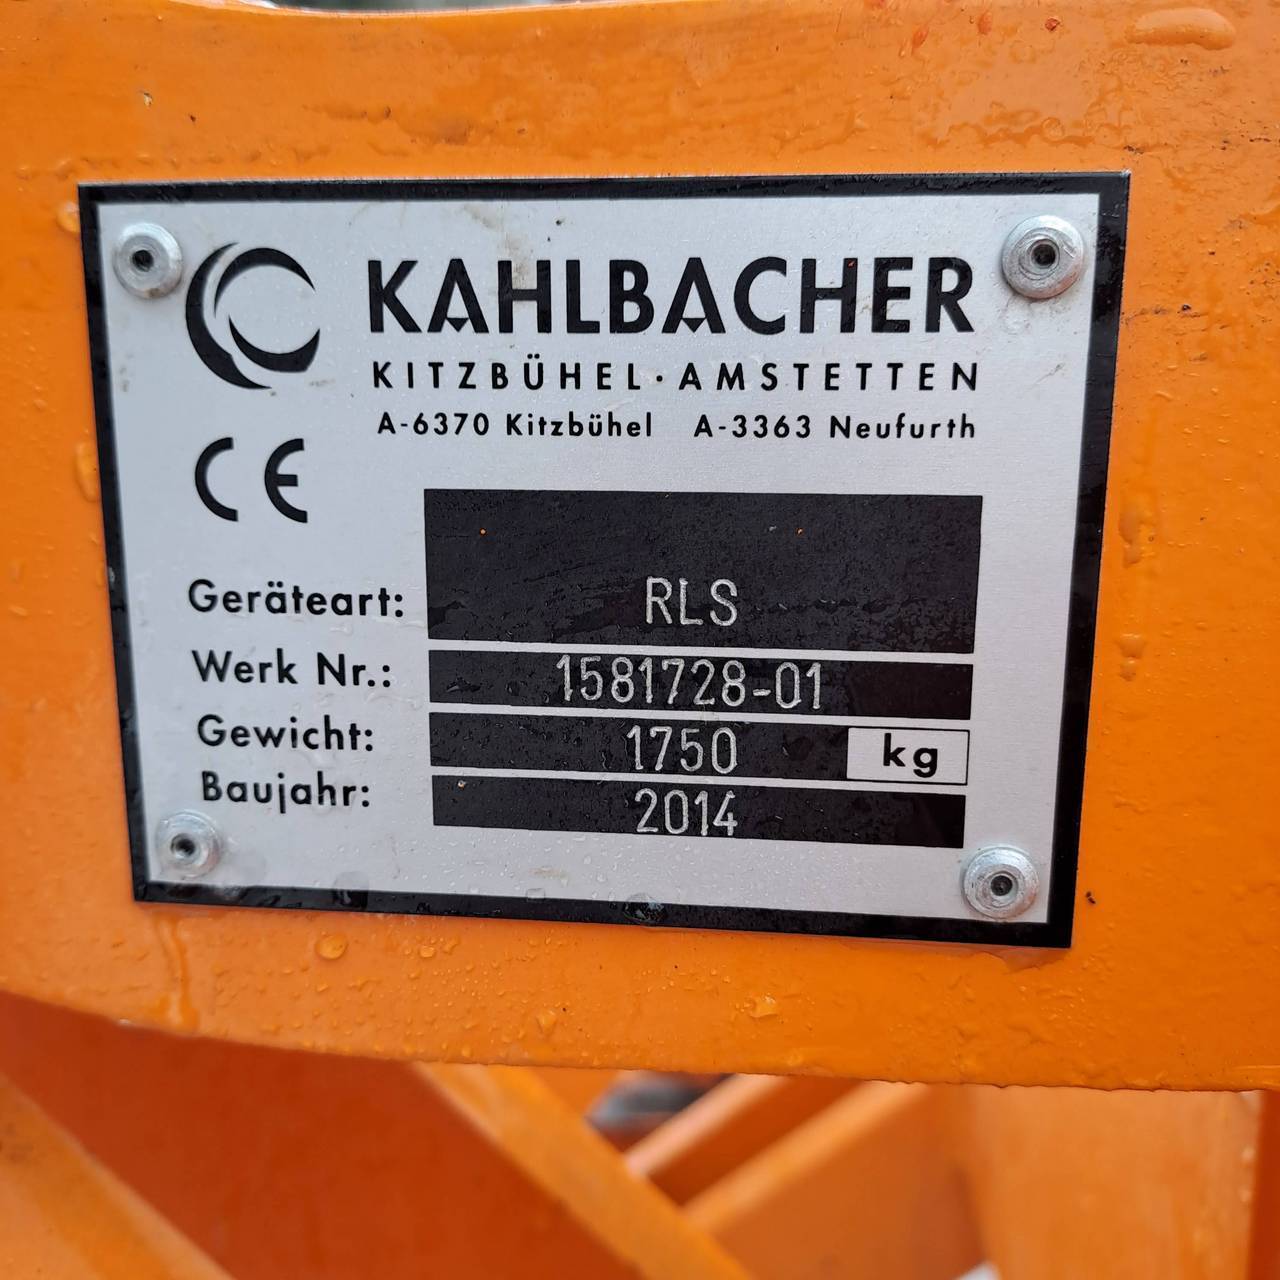 KAHLBACHER
KITZBÜHEL · AMSTETTEN
A-6370 Kitzbühel A-3363 Neufurth
CE
Geräteart: RLS
Werk Nr.: 1581728-01
Gewicht: 1750 kg
Baujahr: 2014